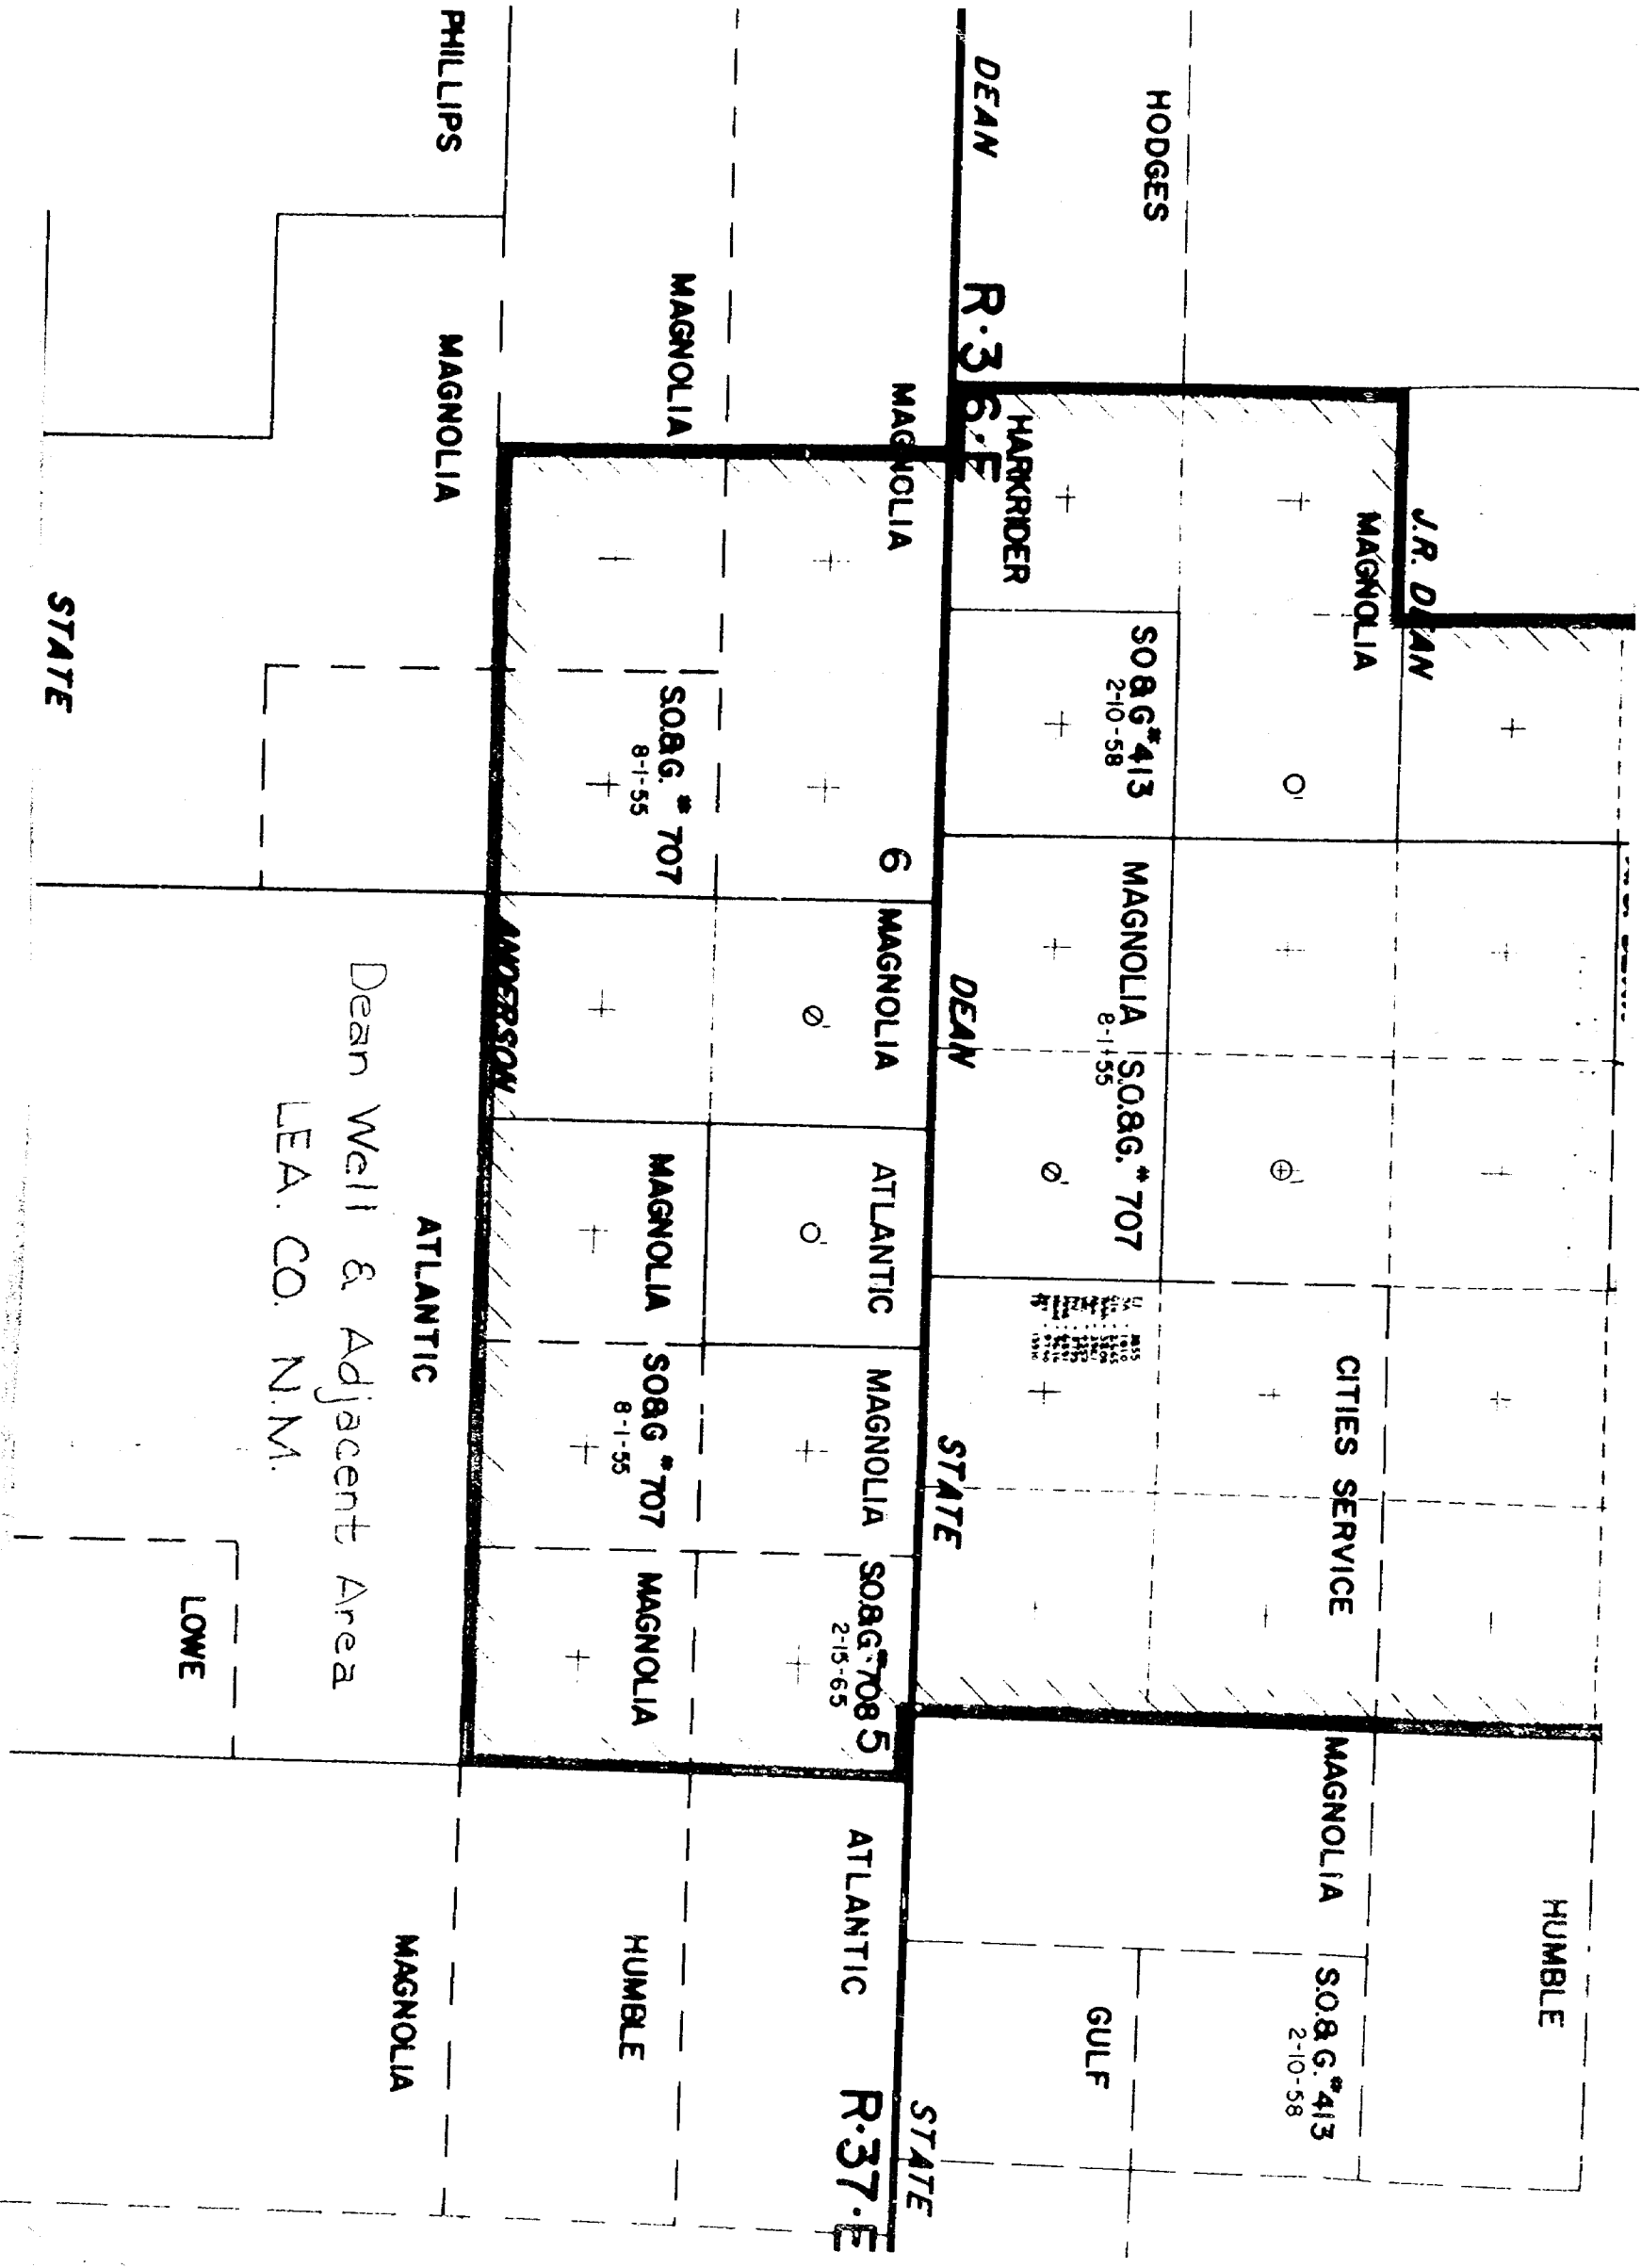 HUMBLE
J.R. DEAN
MAGNOLIA
CITIES SERVICE
MAGNOLIA
S.O.& G. #413
2-10-58
HODGES
SO&G #413
2-10-58
MAGNOLIA
S.O.&G. #707
8-1-55
GULF
HARKRIDER
DEAN
R·36·E
DEAN
STATE
STATE
MAGNOLIA
6
MAGNOLIA
ATLANTIC
MAGNOLIA
S.O.&G #708
2-15-65
5
ATLANTIC
R·37·E
MAGNOLIA
S.O.&G. #707
8-1-55
MAGNOLIA
SO&G #707
8-1-55
MAGNOLIA
HUMBLE
ANDERSON
PHILLIPS
MAGNOLIA
ATLANTIC
MAGNOLIA
Dean Well & Adjacent Area
LEA. CO. N.M.
LOWE
STATE